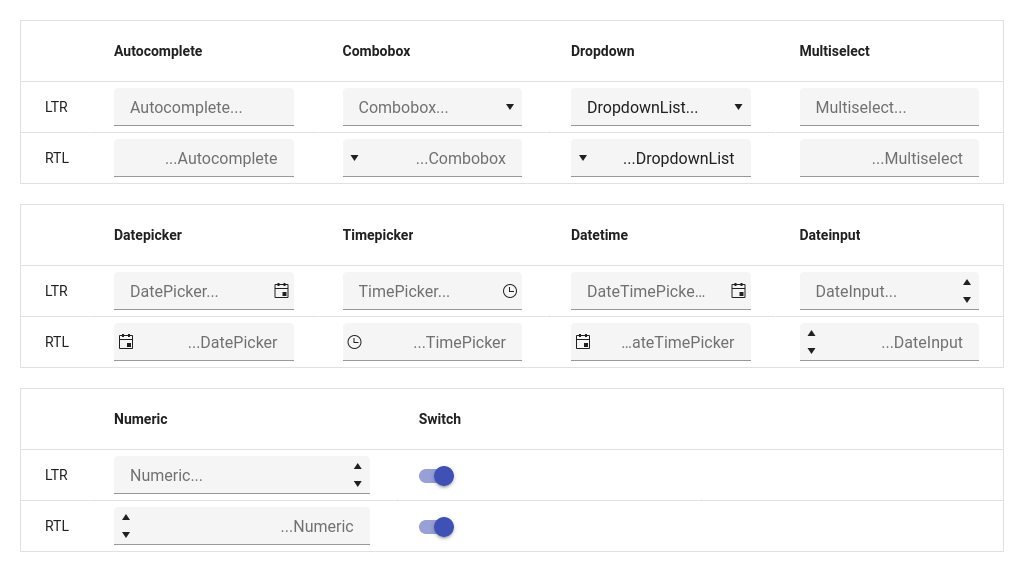 Autocomplete Combobox Dropdown Multiselect
LTR Autocomplete... Combobox... DropdownList... Multiselect...
RTL ...Autocomplete ...Combobox ...DropdownList ...Multiselect
Datepicker Timepicker Datetime Dateinput
LTR DatePicker... TimePicker... DateTimePicke… DateInput...
RTL ...DatePicker ...TimePicker …ateTimePicker ...DateInput
Numeric Switch
LTR Numeric...
RTL ...Numeric